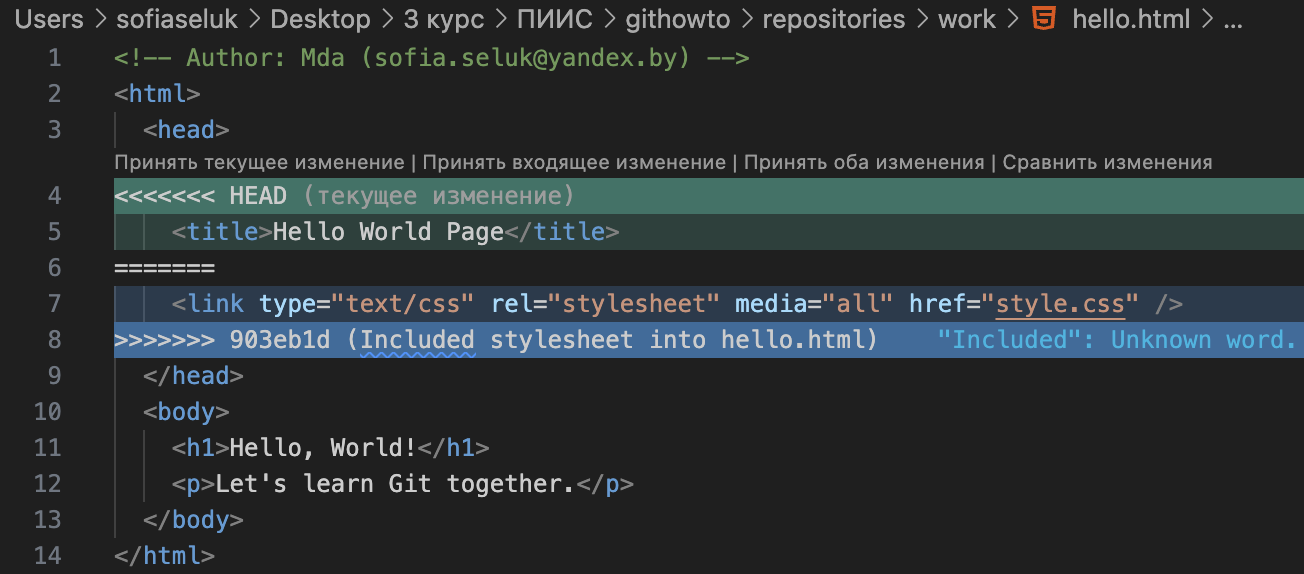 Users > sofiaseluk > Desktop > 3 курс > ПИИС > githowto > repositories > work > hello.html > ...
1 <!-- Author: Mda (sofia.seluk@yandex.by) -->
2 <html>
3 <head>
Принять текущее изменение | Принять входящее изменение | Принять оба изменения | Сравнить изменения
4 <<<<<<< HEAD (текущее изменение)
5 <title>Hello World Page</title>
6 =======
7 <link type="text/css" rel="stylesheet" media="all" href="style.css" />
8 >>>>>>> 903eb1d (Included stylesheet into hello.html) "Included": Unknown word.
9 </head>
10 <body>
11 <h1>Hello, World!</h1>
12 <p>Let's learn Git together.</p>
13 </body>
14 </html>